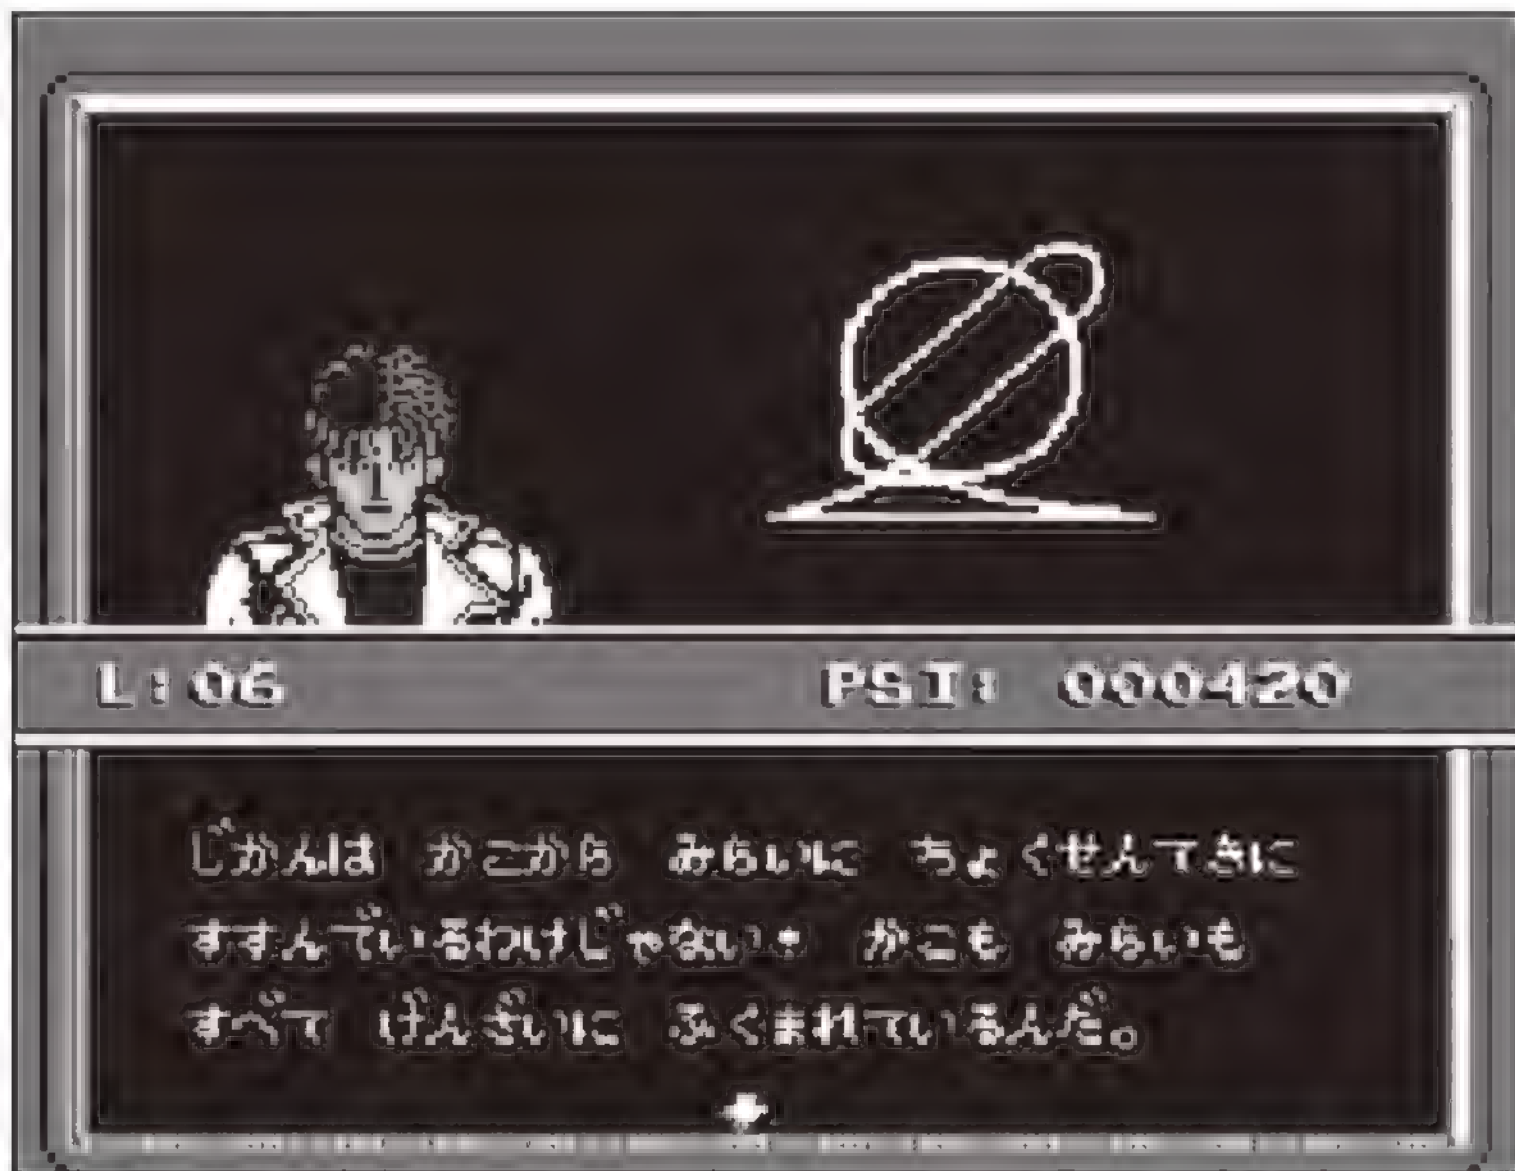 L:06 PSI: 000420
じかんは かこから みらいに ちょくせんてきに
すすんでいるわけじゃない・ かこも みらいも
すべて げんざいに ふくまれているんだ。